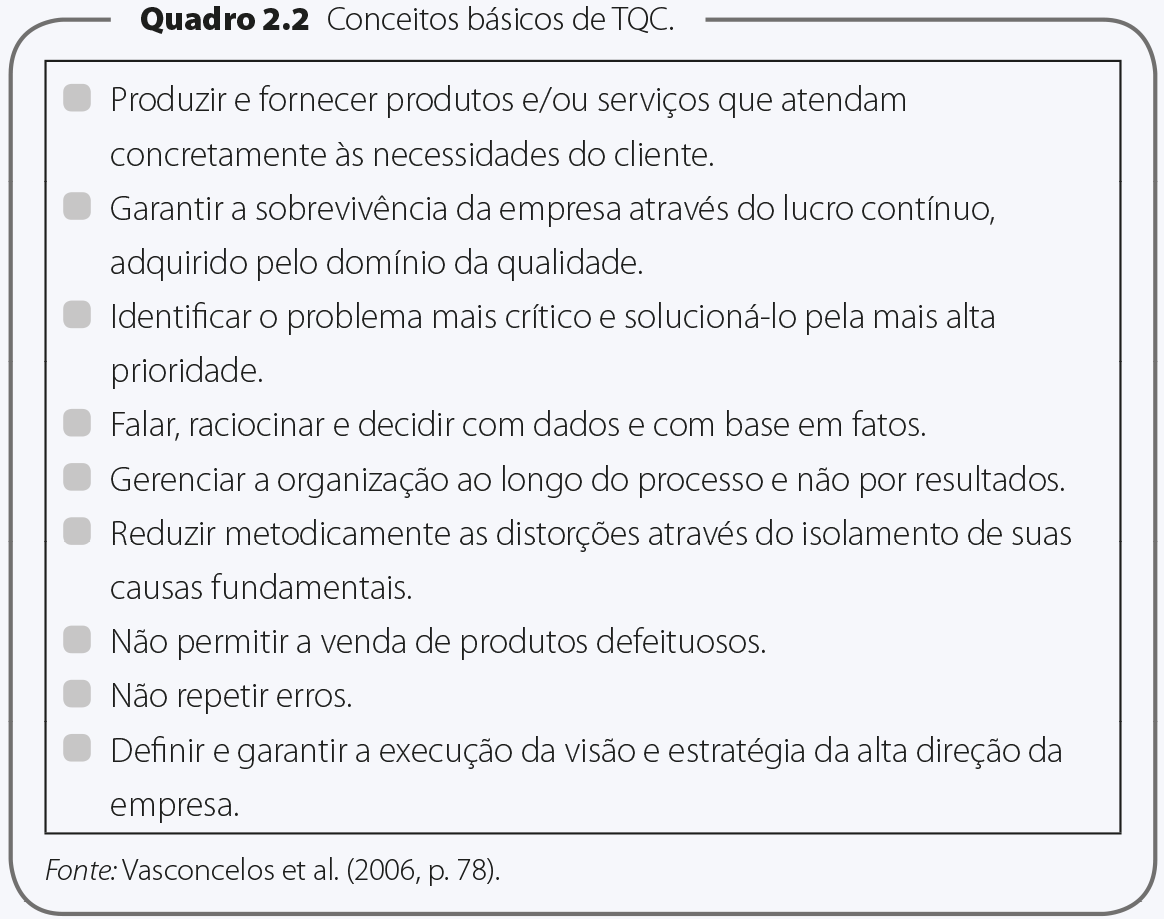 Quadro 2.2 Conceitos básicos de TQC.
Produzir e fornecer produtos e/ou serviços que atendam
concretamente às necessidades do cliente.
Garantir a sobrevivência da empresa através do lucro contínuo,
adquirido pelo domínio da qualidade.
Identificar o problema mais crítico e solucioná-lo pela mais alta
prioridade.
Falar, raciocinar e decidir com dados e com base em fatos.
Gerenciar a organização ao longo do processo e não por resultados.
Reduzir metodicamente as distorções através do isolamento de suas
causas fundamentais.
Não permitir a venda de produtos defeituosos.
Não repetir erros.
Definir e garantir a execução da visão e estratégia da alta direção da
empresa.
Fonte: Vasconcelos et al. (2006, p. 78).